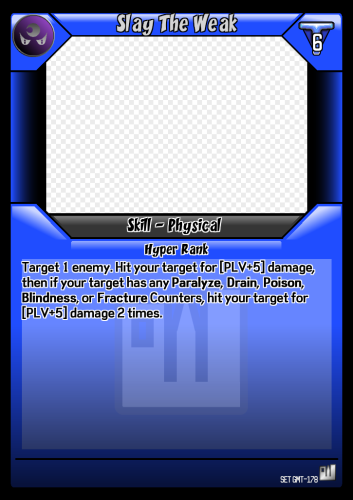 Slay The Weak
6
Skill - Physical
Hyper Rank
Target 1 enemy. Hit your target for [PLV+5] damage,
then if your target has any Paralyze, Drain, Poison,
Blindness, or Fracture Counters, hit your target for
[PLV+5] damage 2 times.
SET GMT-178